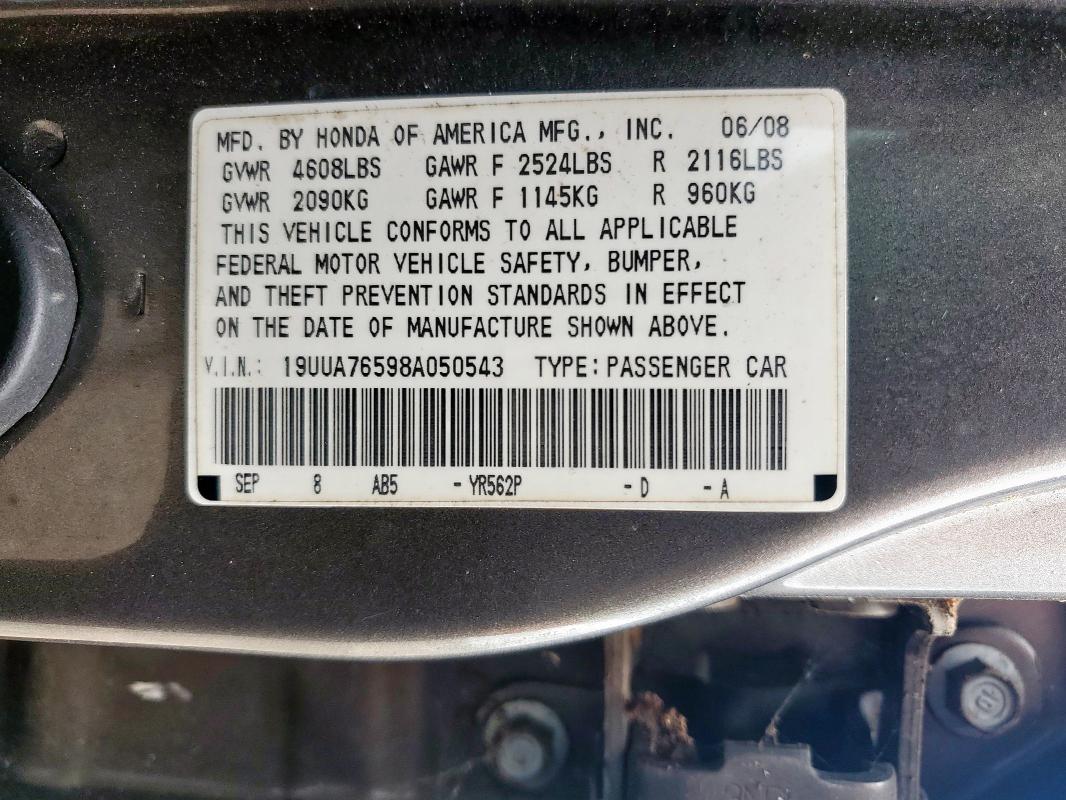 MFD. BY HONDA OF AMERICA MFG., INC. 06/08
GVWR 4608LBS GAWR F 2524LBS R 2116LBS
GVWR 2090KG GAWR F 1145KG R 960KG
THIS VEHICLE CONFORMS TO ALL APPLICABLE
FEDERAL MOTOR VEHICLE SAFETY, BUMPER,
AND THEFT PREVENTION STANDARDS IN EFFECT
ON THE DATE OF MANUFACTURE SHOWN ABOVE.
V.I.N.: 19UUA76598A050543 TYPE: PASSENGER CAR
SEP 8 AB5 - YR562P - D - A
10